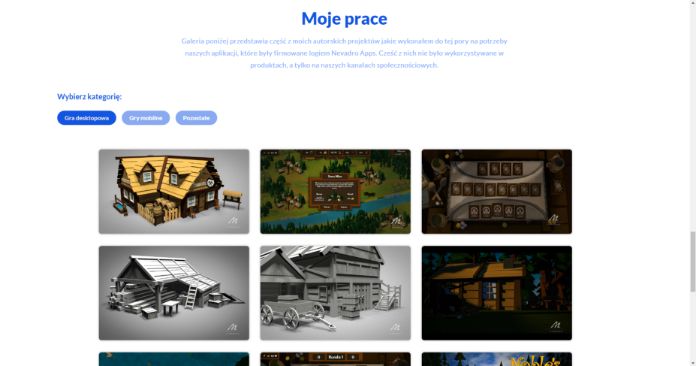 Moje prace
Galeria poniżej przedstawia część z moich autorskich projektów jakie wykonałem do tej pory na potrzeby
naszych aplikacji, które były firmowane logiem Nevadro Apps. Cześć z nich nie było wykorzystywane w
produktach, a tylko na naszych kanałach społecznościowych.
Wybierz kategorię:
Gra desktopowa
Gry mobilne
Pozostałe
Runda 1
Noble's